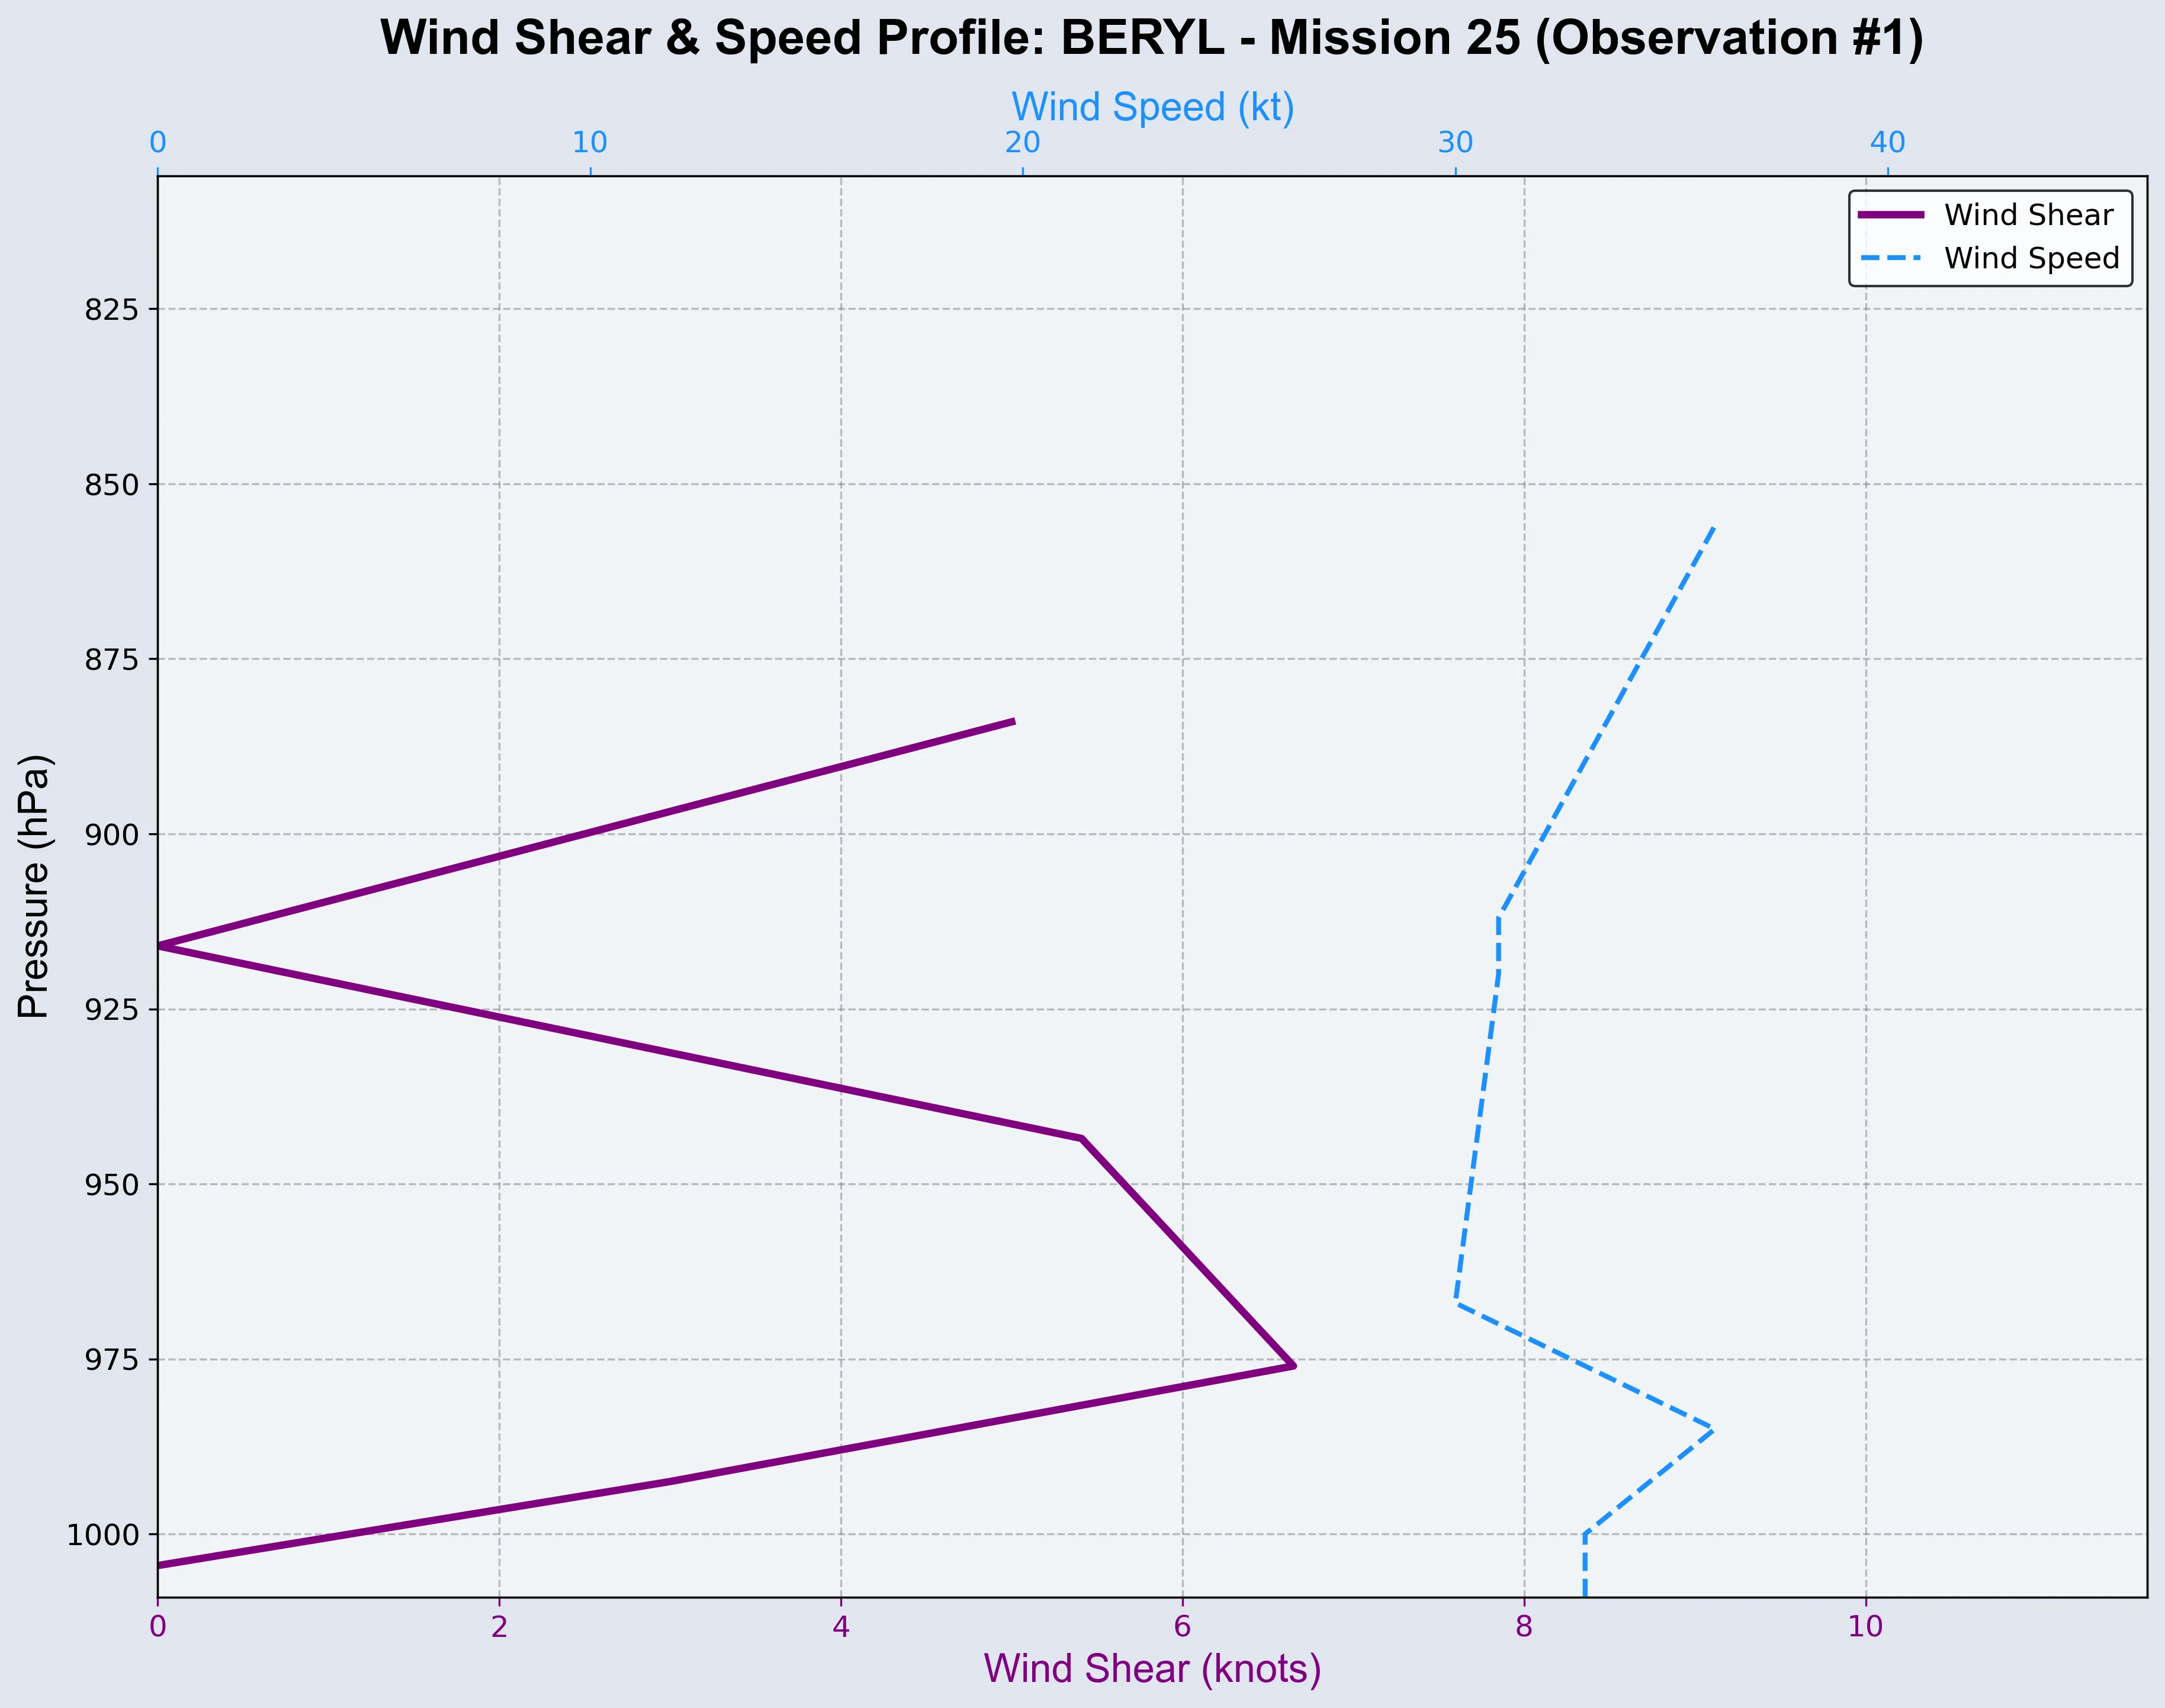 Wind Shear & Speed Profile: BERYL - Mission 25 (Observation #1)
Wind Speed (kt)
0 10 20 30 40
Wind Shear
Wind Speed
825
850
875
900
925
950
975
1000
Pressure (hPa)
0 2 4 6 8 10
Wind Shear (knots)